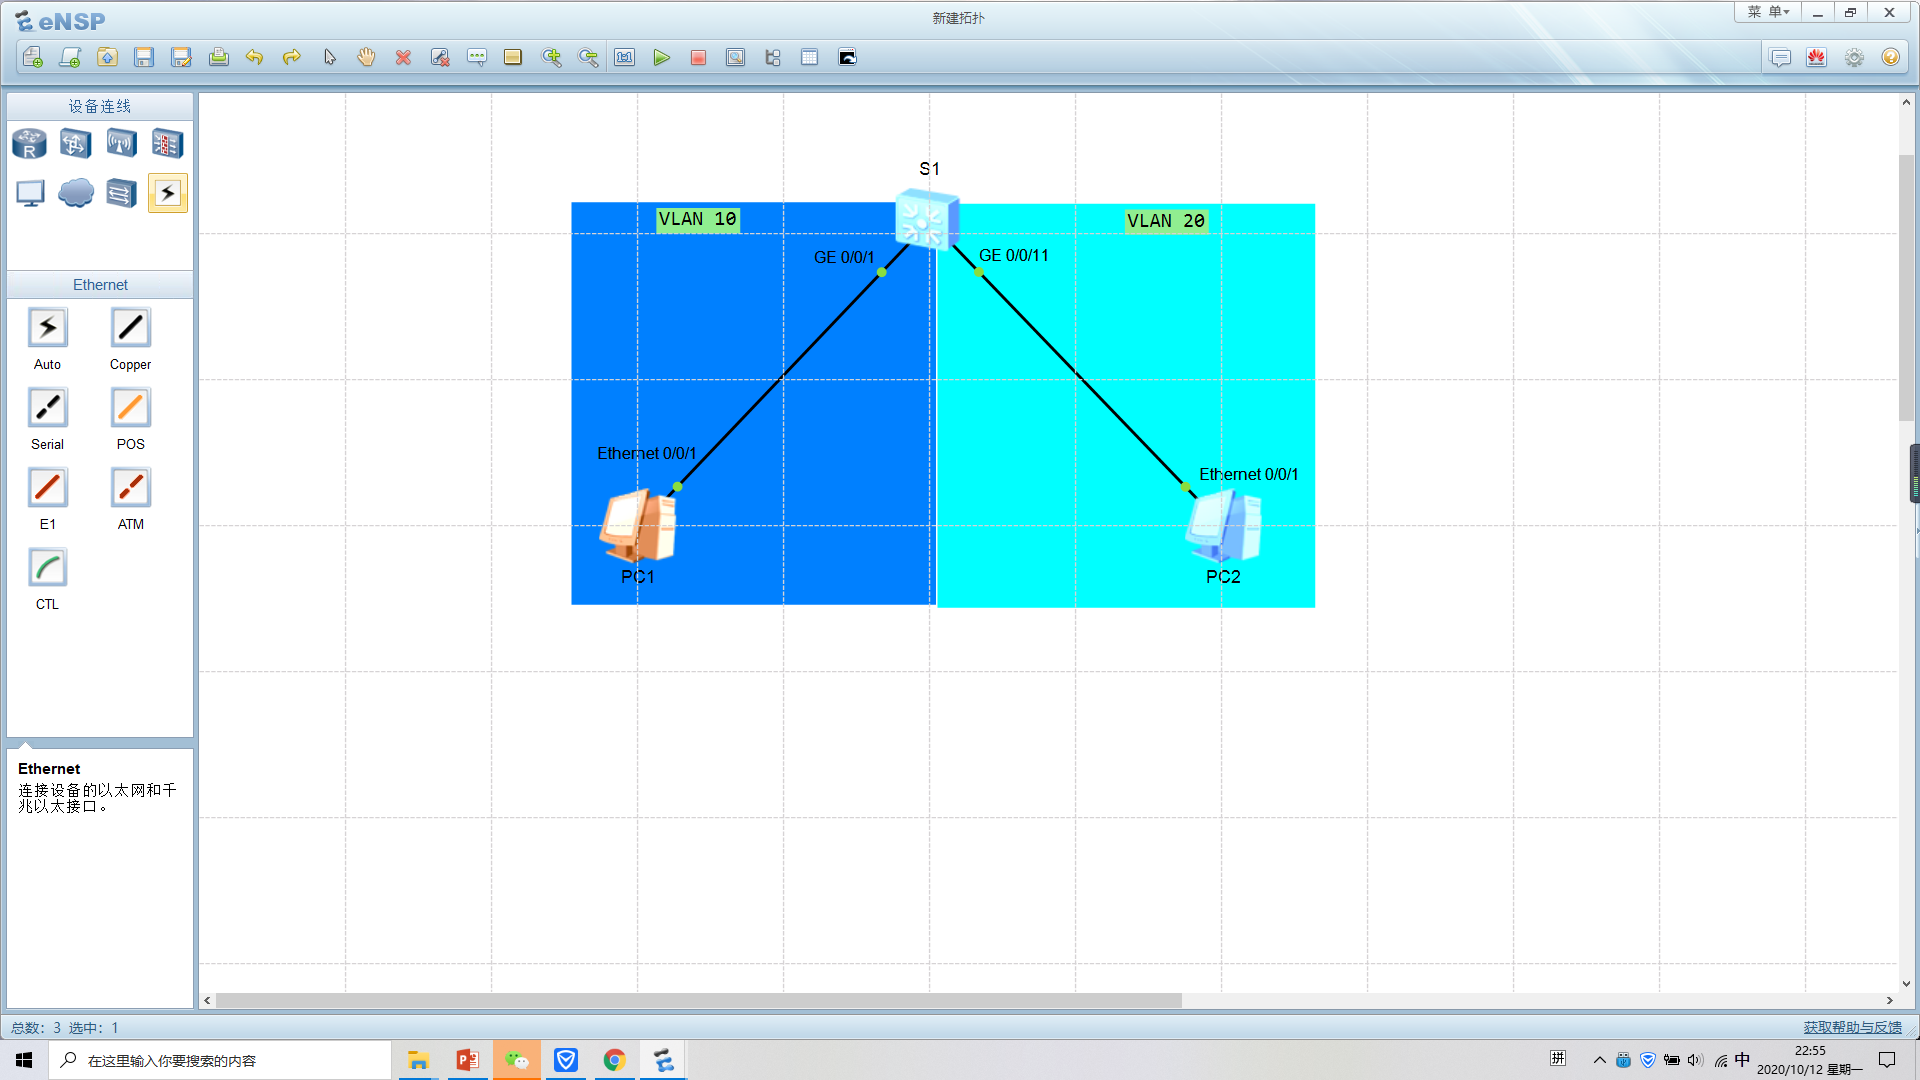 eNSP
新建拓扑
菜 单
设备连线
R
Ethernet
Auto
Copper
Serial
POS
E1
ATM
CTL
Ethernet
连接设备的以太网和千
兆以太接口。
S1
VLAN 10
VLAN 20
GE 0/0/1
GE 0/0/11
Ethernet 0/0/1
Ethernet 0/0/1
PC1
PC2
总数: 3 选中: 1
获取帮助与反馈
在这里输入你要搜索的内容
拼
中
22:55
2020/10/12 星期一